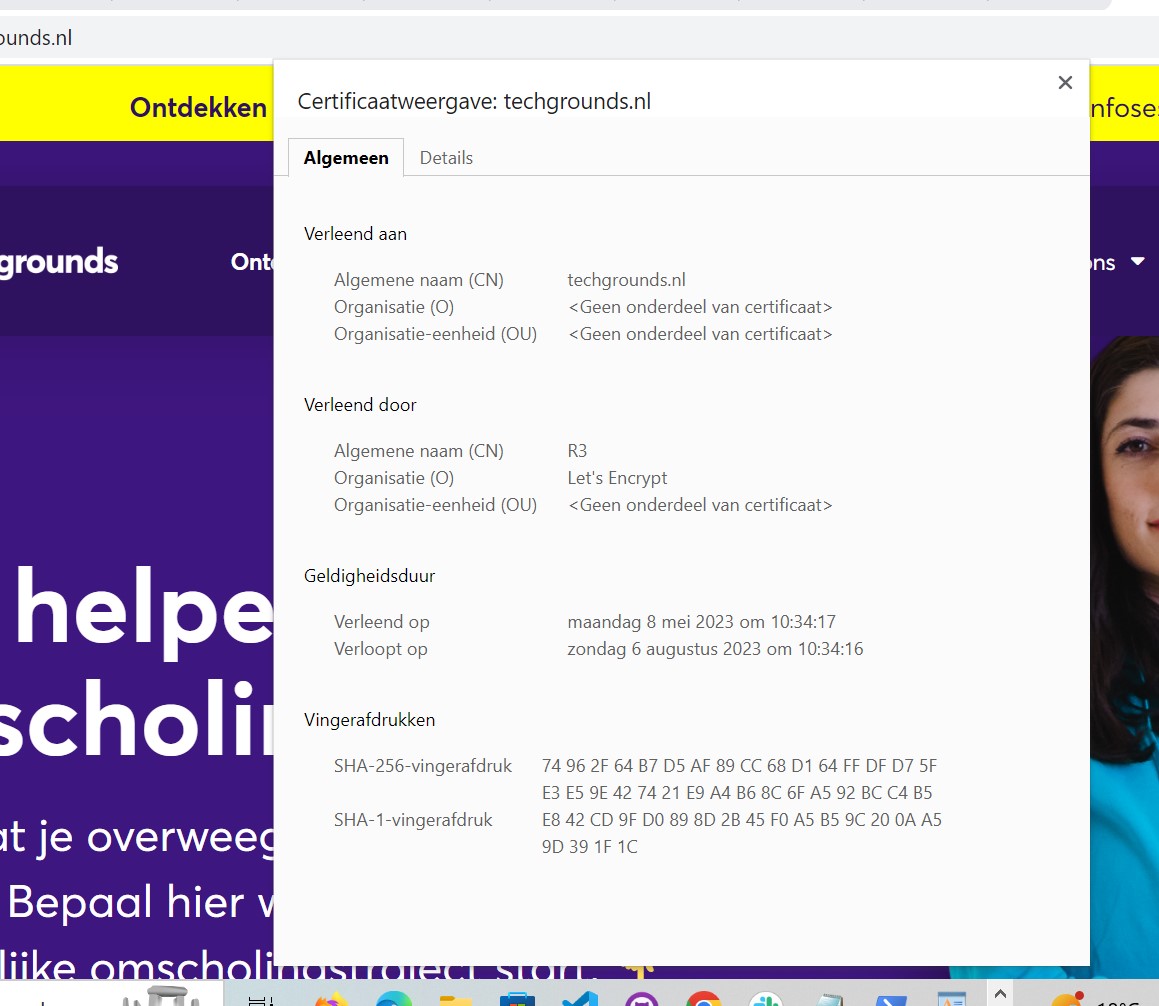 ounds.nl
Ontdekken
nfose
Certificaatweergave: techgrounds.nl
Algemeen Details
grounds
Ont
ons
Verleend aan
Algemene naam (CN) techgrounds.nl
Organisatie (O) <Geen onderdeel van certificaat>
Organisatie-eenheid (OU) <Geen onderdeel van certificaat>
Verleend door
Algemene naam (CN) R3
Organisatie (O) Let's Encrypt
Organisatie-eenheid (OU) <Geen onderdeel van certificaat>
Geldigheidsduur
Verleend op maandag 8 mei 2023 om 10:34:17
Verloopt op zondag 6 augustus 2023 om 10:34:16
Vingerafdrukken
SHA-256-vingerafdruk 74 96 2F 64 B7 D5 AF 89 CC 68 D1 64 FF DF D7 5F
E3 E5 9E 42 74 21 E9 A4 B6 8C 6F A5 92 BC C4 B5
SHA-1-vingerafdruk E8 42 CD 9F D0 89 8D 2B 45 F0 A5 B5 9C 20 0A A5
9D 39 1F 1C
helpe
scholi
at je overweeg
Bepaal hier w
lijke omscholingstraject start.